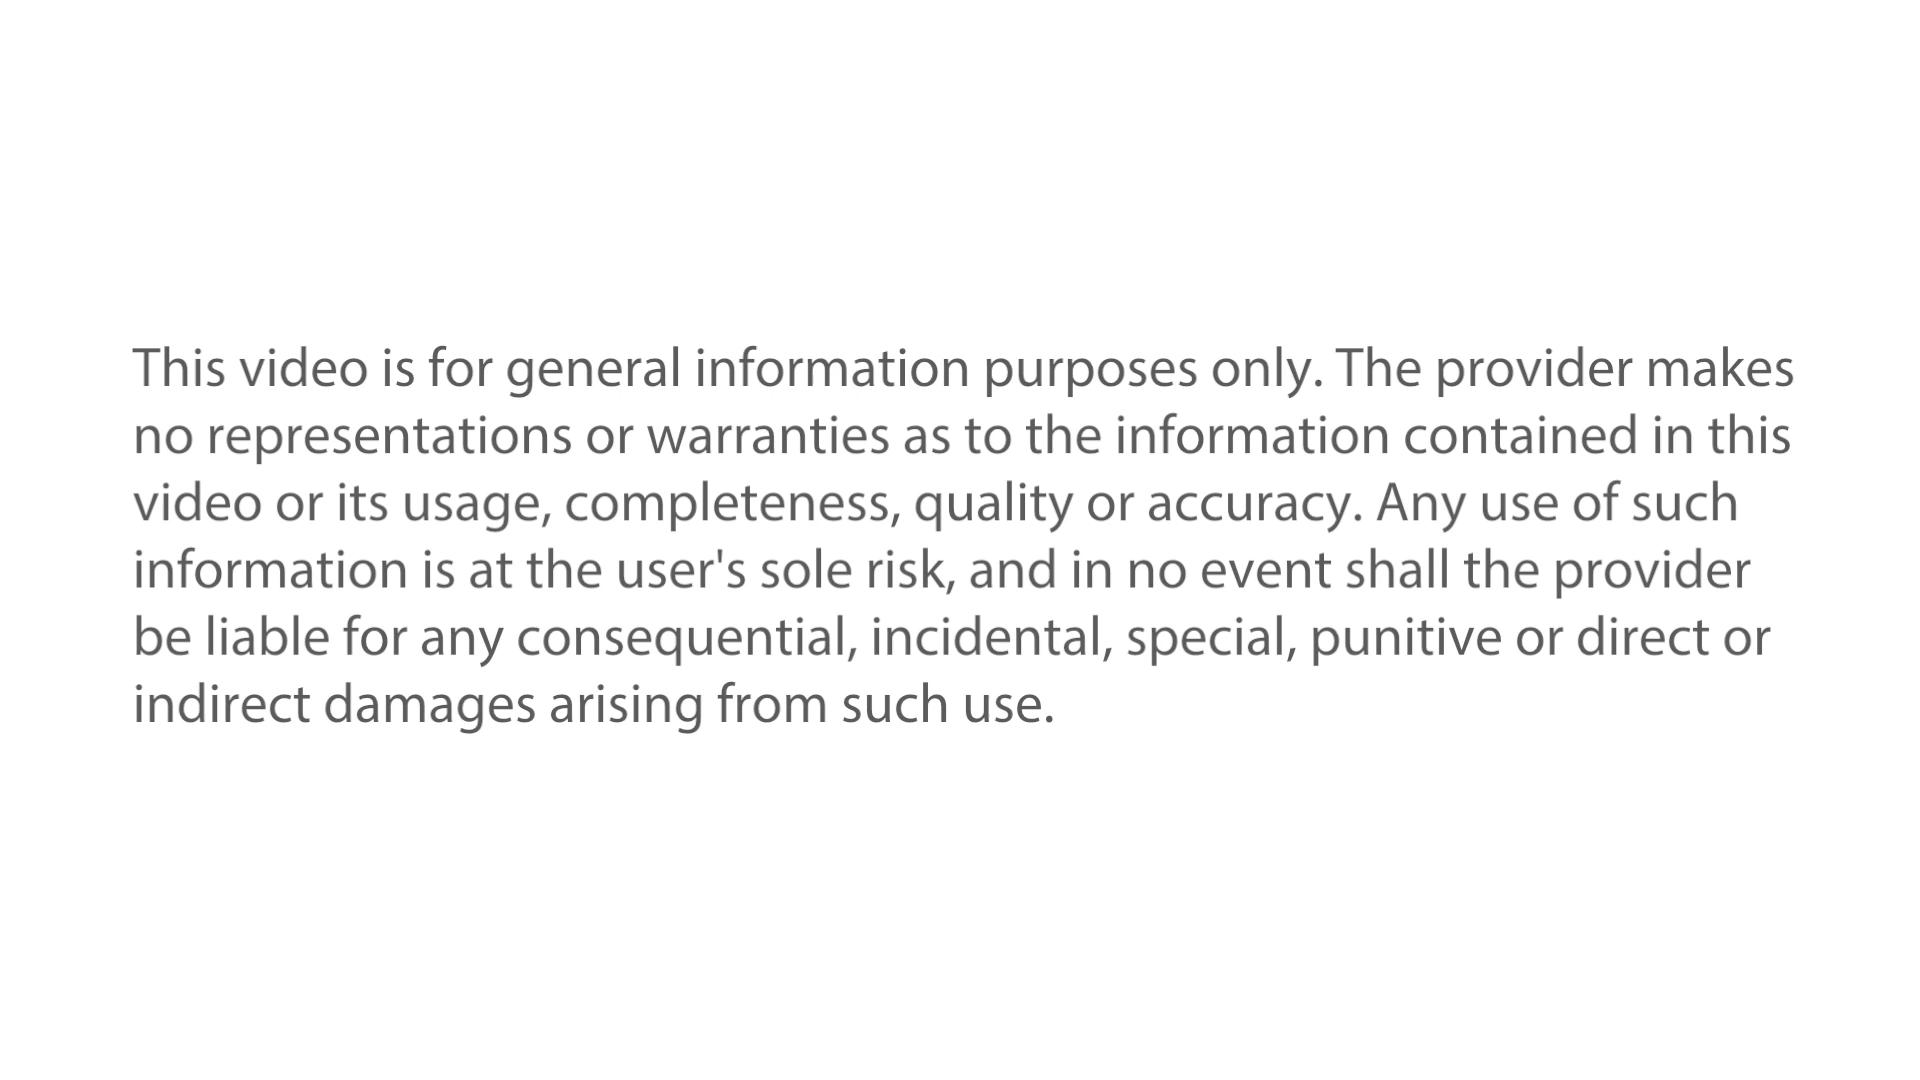 This video is for general information purposes only. The provider makes
no representations or warranties as to the information contained in this
video or its usage, completeness, quality or accuracy. Any use of such
information is at the user's sole risk, and in no event shall the provider
be liable for any consequential, incidental, special, punitive or direct or
indirect damages arising from such use.